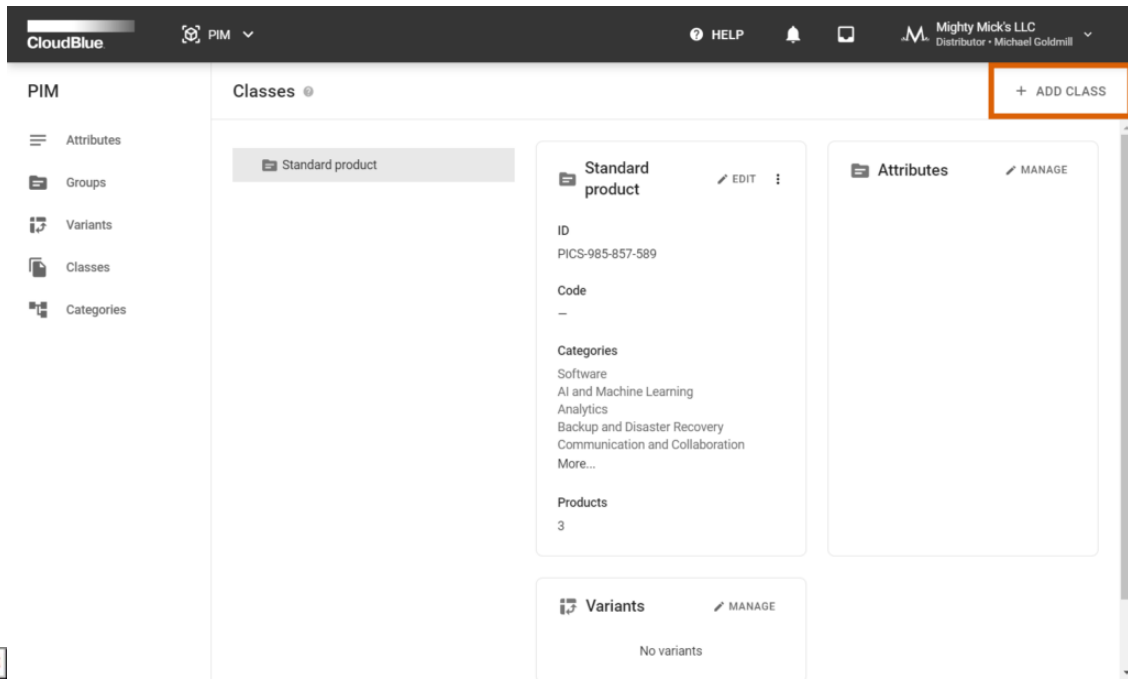 CloudBlue
PIM
HELP
Mighty Mick's LLC
Distributor • Michael Goldmill
PIM
Attributes
Groups
Variants
Classes
Categories
Classes
+ ADD CLASS
Standard product
Standard
product
EDIT
ID
PICS-985-857-589
Code
–
Categories
Software
AI and Machine Learning
Analytics
Backup and Disaster Recovery
Communication and Collaboration
More...
Products
3
Attributes
MANAGE
Variants
MANAGE
No variants